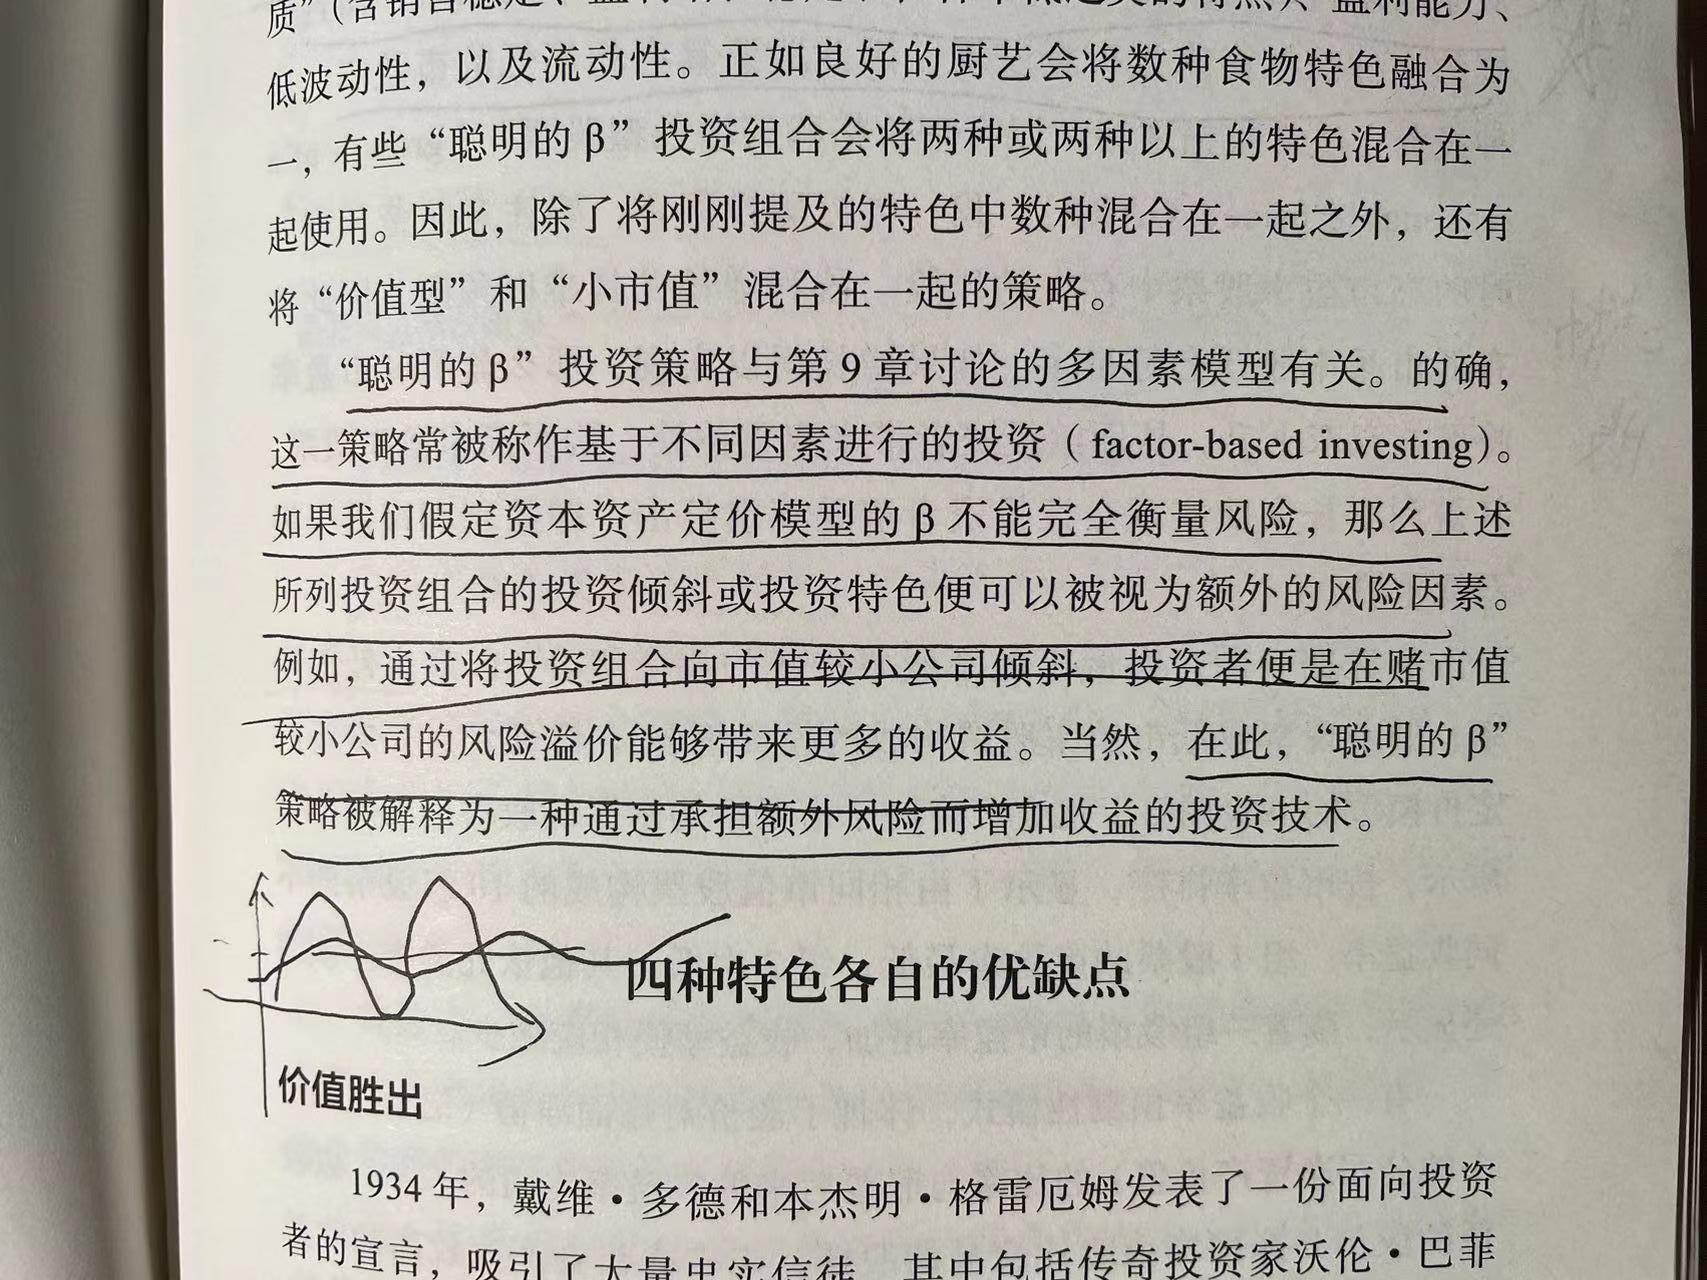 质”（含销售稳定、盈利
低波动性，以及流动性。正如良好的厨艺会将数种食物特色融合为
一，有些“聪明的β”投资组合会将两种或两种以上的特色混合在一
起使用。因此，除了将刚刚提及的特色中数种混合在一起之外，还有
将“价值型”和“小市值”混合在一起的策略。
“聪明的β”投资策略与第9章讨论的多因素模型有关。的确，
这一策略常被称作基于不同因素进行的投资（factor-based investing）。
如果我们假定资本资产定价模型的β不能完全衡量风险，那么上述
所列投资组合的投资倾斜或投资特色便可以被视为额外的风险因素。
例如，通过将投资组合向市值较小公司倾斜，投资者便是在赌市值
较小公司的风险溢价能够带来更多的收益。当然，在此，“聪明的β”
策略被解释为一种通过承担额外风险而增加收益的投资技术。
四种特色各自的优缺点
价值胜出
1934年，戴维·多德和本杰明·格雷厄姆发表了一份面向投资
者的宣言，吸引了大量忠实信徒，其中包括传奇投资家沃伦·巴菲